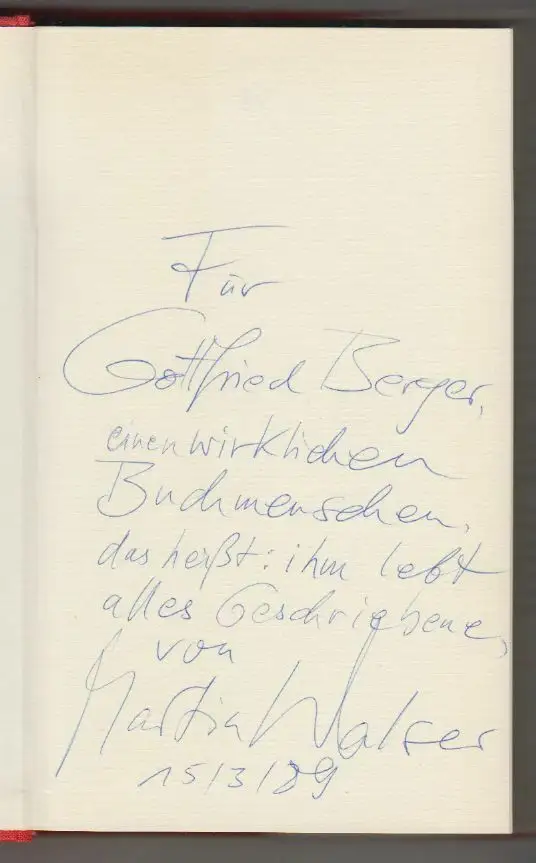 Für
Gottfried Berger,
einen wirklichen
Buchmenschen,
das heißt: ihm lebt
alles Geschriebene,
von
Martin Walser
15/3/89